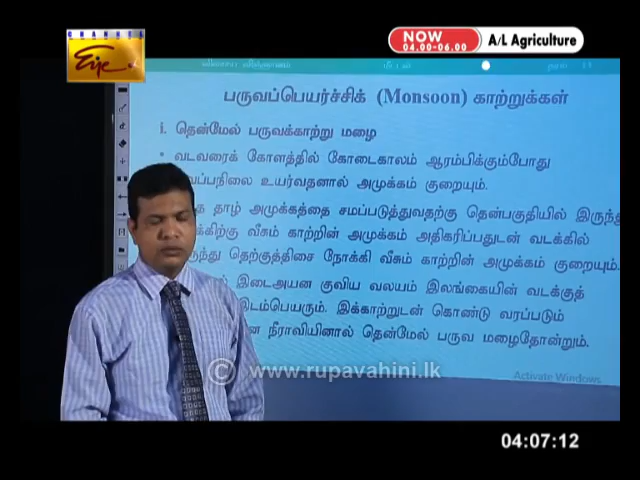 CHANNEL
Eye
NOW
04.00-06.00
A/L Agriculture
பருவப்பெயர்ச்சிக் (Monsoon) காற்றுக்கள்
i. தென்மேல் பருவக்காற்று மழை
• வடவரைக் கோளத்தில் கோடைகாலம் ஆரம்பிக்கும்போது
வெப்பநிலை உயர்வதனால் அமுக்கம் குறையும்.
தாழ் அமுக்கத்தை சமப்படுத்துவதற்கு தென்பகுதியில் இருந்து
வீசும் காற்றின் அமுக்கம் அதிகரிப்பதுடன் வடக்கில்
தெற்குத்திசை நோக்கி வீசும் காற்றின் அமுக்கம் குறையும்.
இடைஅயன குவிய வலயம் இலங்கையின் வடக்குத்
இடம்பெயரும். இக்காற்றுடன் கொண்டு வரப்படும்
நீராவியினால் தென்மேல் பருவ மழைதோன்றும்.
© www.rupavahini.lk
Activate Windows
04:07:12